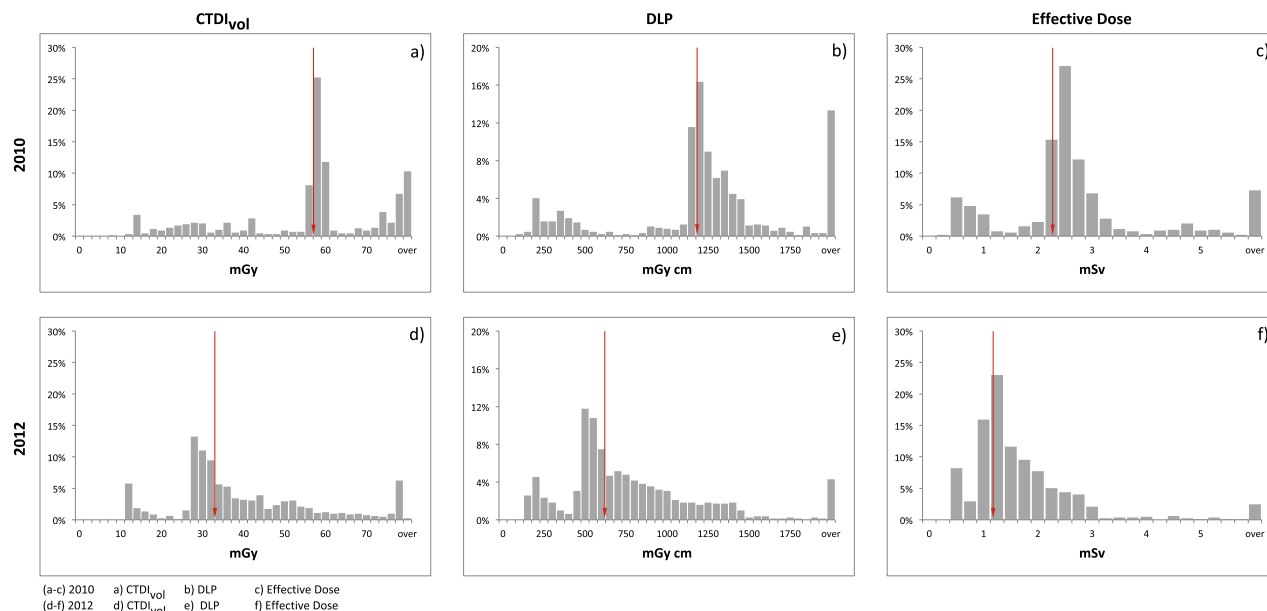 CTDIvol DLP Effective Dose
2010
a)
30%
25%
20%
15%
10%
5%
0%
0 10 20 30 40 50 60 70 over
mGy
b)
20%
16%
12%
8%
4%
0%
0 250 500 750 1000 1250 1500 1750 over
mGy cm
c)
30%
25%
20%
15%
10%
5%
0%
0 1 2 3 4 5 over
mSv
2012
d)
30%
25%
20%
15%
10%
5%
0%
0 10 20 30 40 50 60 70 over
mGy
e)
20%
16%
12%
8%
4%
0%
0 250 500 750 1000 1250 1500 1750 over
mGy cm
f)
30%
25%
20%
15%
10%
5%
0%
0 1 2 3 4 5 over
mSv
(a-c) 2010 a) CTDIvol b) DLP c) Effective Dose
(d-f) 2012 d) CTDIvol e) DLP f) Effective Dose